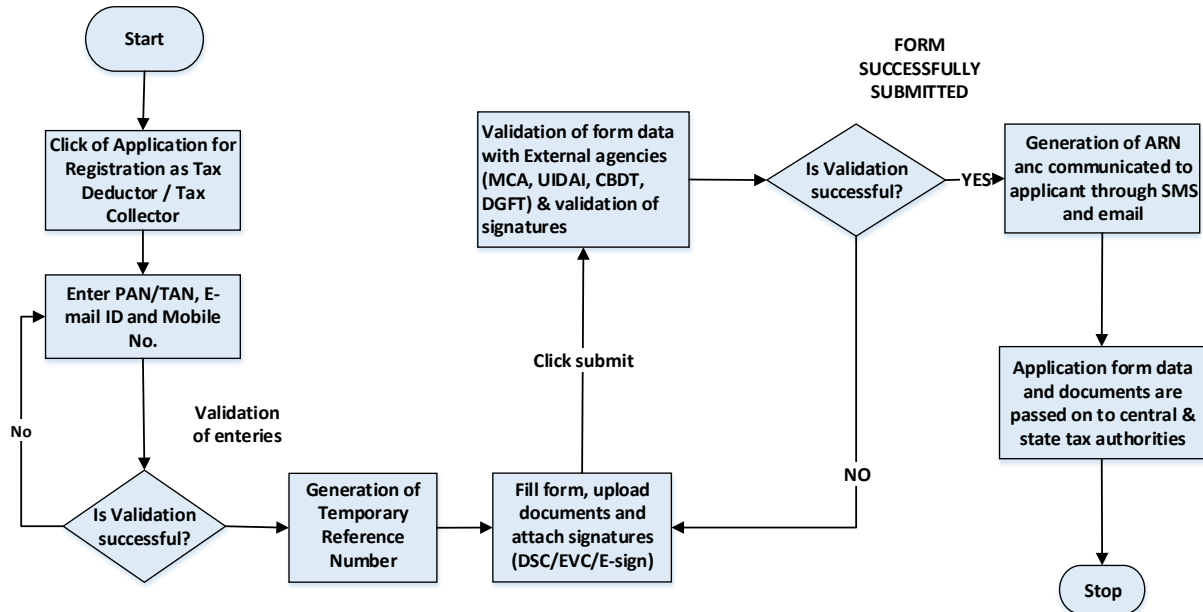 Start
Click of Application for
Registration as Tax
Deductor / Tax
Collector
Enter PAN/TAN, E-
mail ID and Mobile
No.
No
Validation
of enteries
Is Validation
successful?
Generation of
Temporary
Reference
Number
Fill form, upload
documents and
attach signatures
(DSC/EVC/E-sign)
Click submit
Validation of form data
with External agencies
(MCA, UIDAI, CBDT,
DGFT) & validation of
signatures
FORM
SUCCESSFULLY
SUBMITTED
Is Validation
successful?
YES
NO
Generation of ARN
anc communicated to
applicant through SMS
and email
Application form data
and documents are
passed on to central &
state tax authorities
Stop